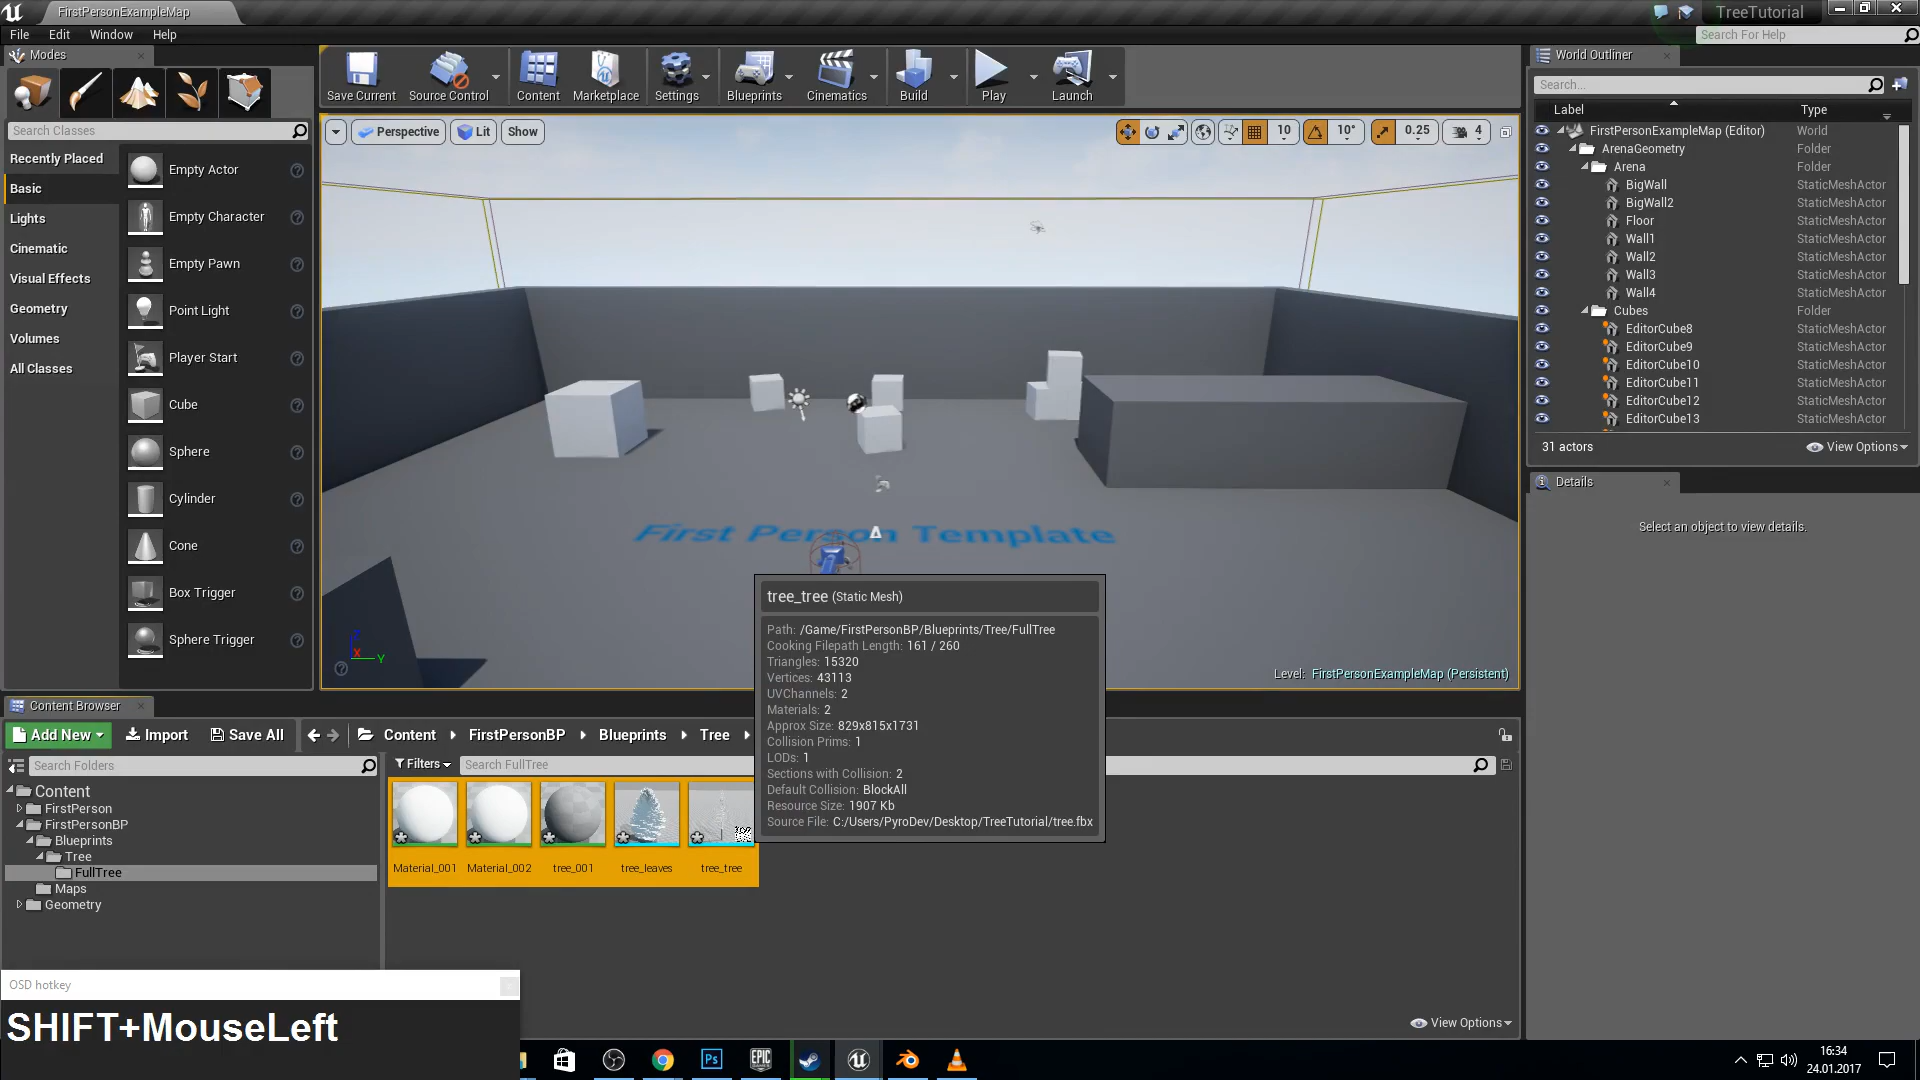 FirstPersonExampleMap
TreeTutorial
File Edit Window Help
Search For Help
Modes
Search Classes
Recently Placed
Basic
Lights
Cinematic
Visual Effects
Geometry
Volumes
All Classes
Empty Actor
Empty Character
Empty Pawn
Point Light
Player Start
Cube
Sphere
Cylinder
Cone
Box Trigger
Sphere Trigger
Save Current
Source Control
Content
Marketplace
Settings
Blueprints
Cinematics
Build
Play
Launch
Perspective
Lit
Show
10
10°
0.25
4
First Person Template
X
Y
Level: FirstPersonExampleMap (Persistent)
World Outliner
Search...
Label Type
FirstPersonExampleMap (Editor) World
ArenaGeometry Folder
Arena Folder
BigWall StaticMeshActor
BigWall2 StaticMeshActor
Floor StaticMeshActor
Wall1 StaticMeshActor
Wall2 StaticMeshActor
Wall3 StaticMeshActor
Wall4 StaticMeshActor
Cubes Folder
EditorCube8 StaticMeshActor
EditorCube9 StaticMeshActor
EditorCube10 StaticMeshActor
EditorCube11 StaticMeshActor
EditorCube12 StaticMeshActor
EditorCube13 StaticMeshActor
31 actors
View Options
Details
Select an object to view details.
tree_tree (Static Mesh)
Path: /Game/FirstPersonBP/Blueprints/Tree/FullTree
Cooking Filepath Length: 161 / 260
Triangles: 15320
Vertices: 43113
UVChannels: 2
Materials: 2
Approx Size: 829x815x1731
Collision Prims: 1
LODs: 1
Sections with Collision: 2
Default Collision: BlockAll
Resource Size: 1907 Kb
Source File: C:/Users/PyroDev/Desktop/TreeTutorial/tree.fbx
Content Browser
Add New
Import
Save All
Content
FirstPersonBP
Blueprints
Tree
Search Folders
Filters
Search FullTree
Content
FirstPerson
FirstPersonBP
Blueprints
Tree
FullTree
Maps
Geometry
Material_001
Material_002
tree_001
tree_leaves
tree_tree
View Options
OSD hotkey
SHIFT+MouseLeft
Ps
EPIC
GAMES
16:34
24.01.2017